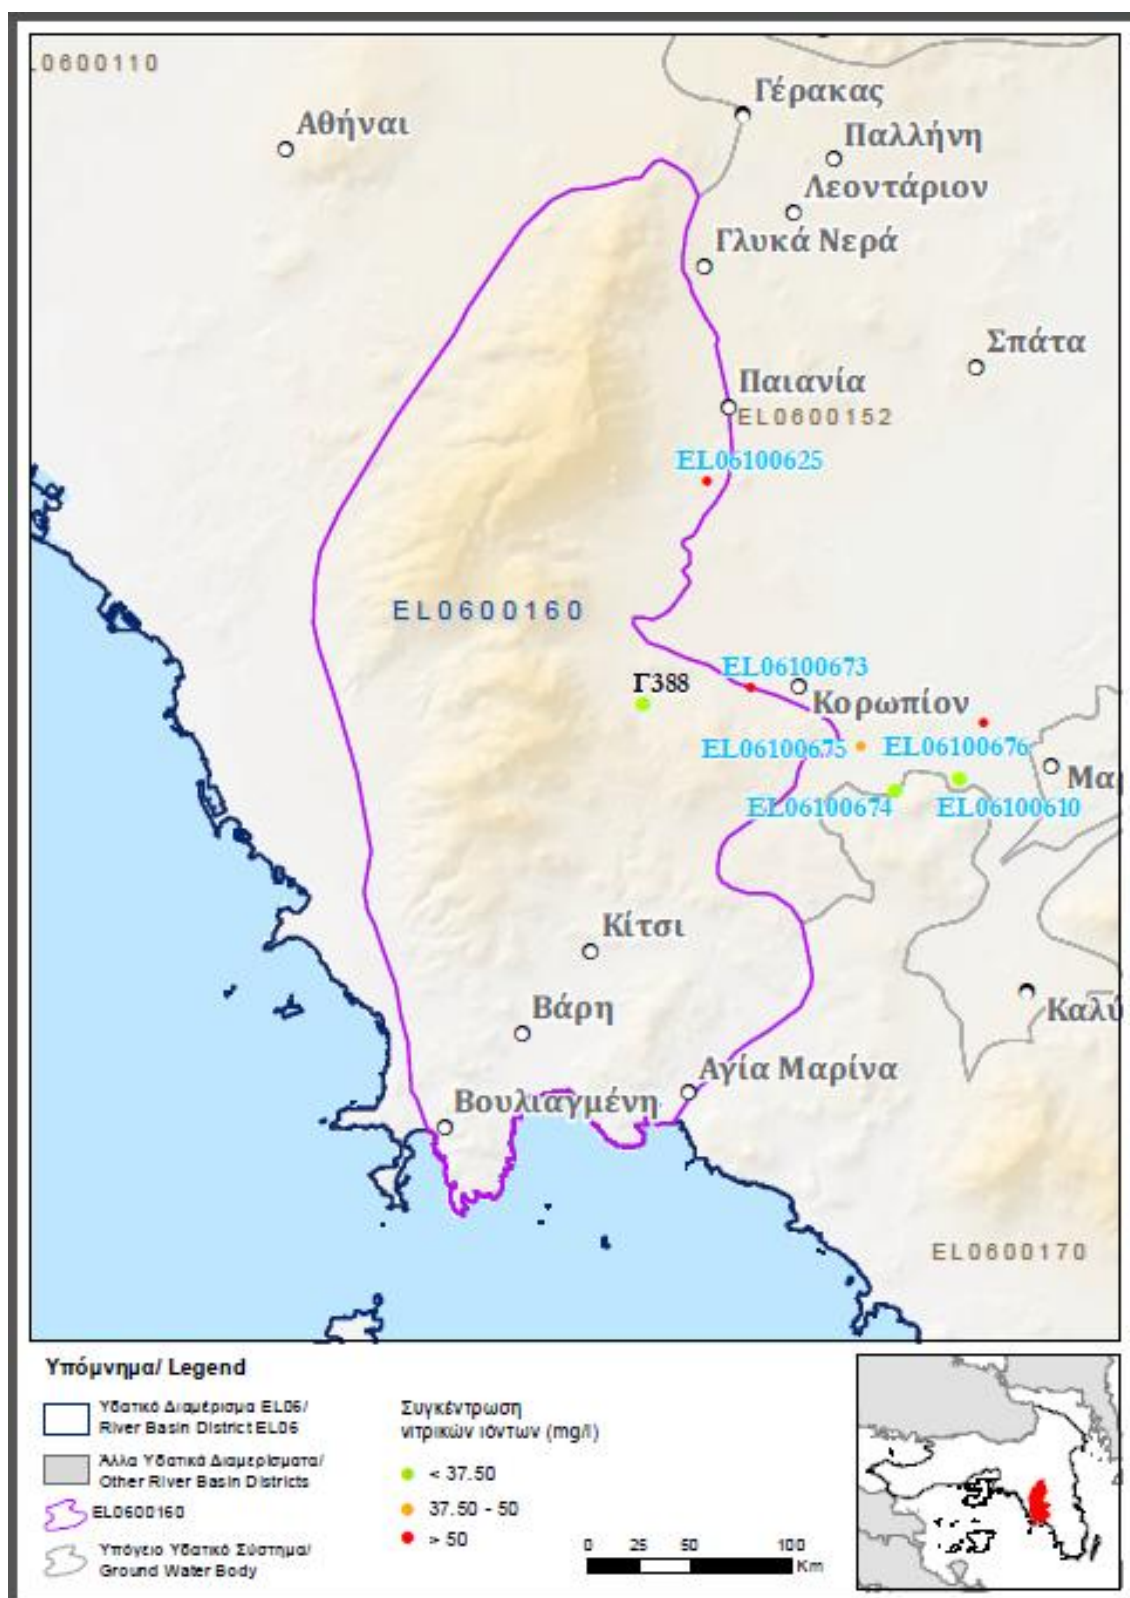 L0600110
Γέρακας
Αθήναι
Παλλήνη
Λεοντάριον
Γλυκά Νερά
Σπάτα
Παιανία
EL0600152
EL06100625
EL0600160
EL06100673
Γ388
Κορωπίον
EL06100675
EL06100676
Μαρ
EL06100674
EL06100610
Κίτσι
Βάρη
Καλύ
Αγία Μαρίνα
Βουλιαγμένη
EL0600170
Υπόμνημα/ Legend
Υδατικό Διαμέρισμα EL06/
River Basin District EL06
Άλλα Υδατικά Διαμερίσματα/
Other River Basin Districts
EL0600160
Υπόγειο Υδατικό Σύστημα/
Ground Water Body
Συγκέντρωση
νιτρικών ιόντων (mg/l)
< 37.50
37.50 - 50
> 50
0 25 50 100
Km